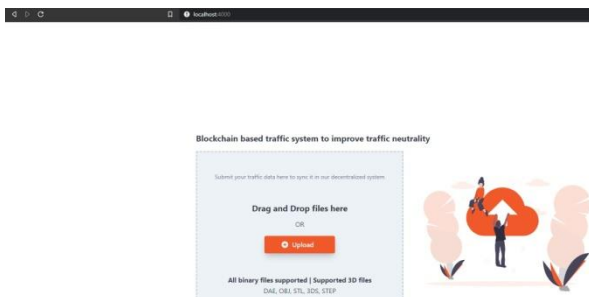 localhost:4000
Blockchain based traffic system to improve traffic neutrality
Submit your traffic data here to sync it in our decentralized system
Drag and Drop files here
OR
Upload
All binary files supported | Supported 3D files
DAE, OBJ, STL, 3DS, STEP